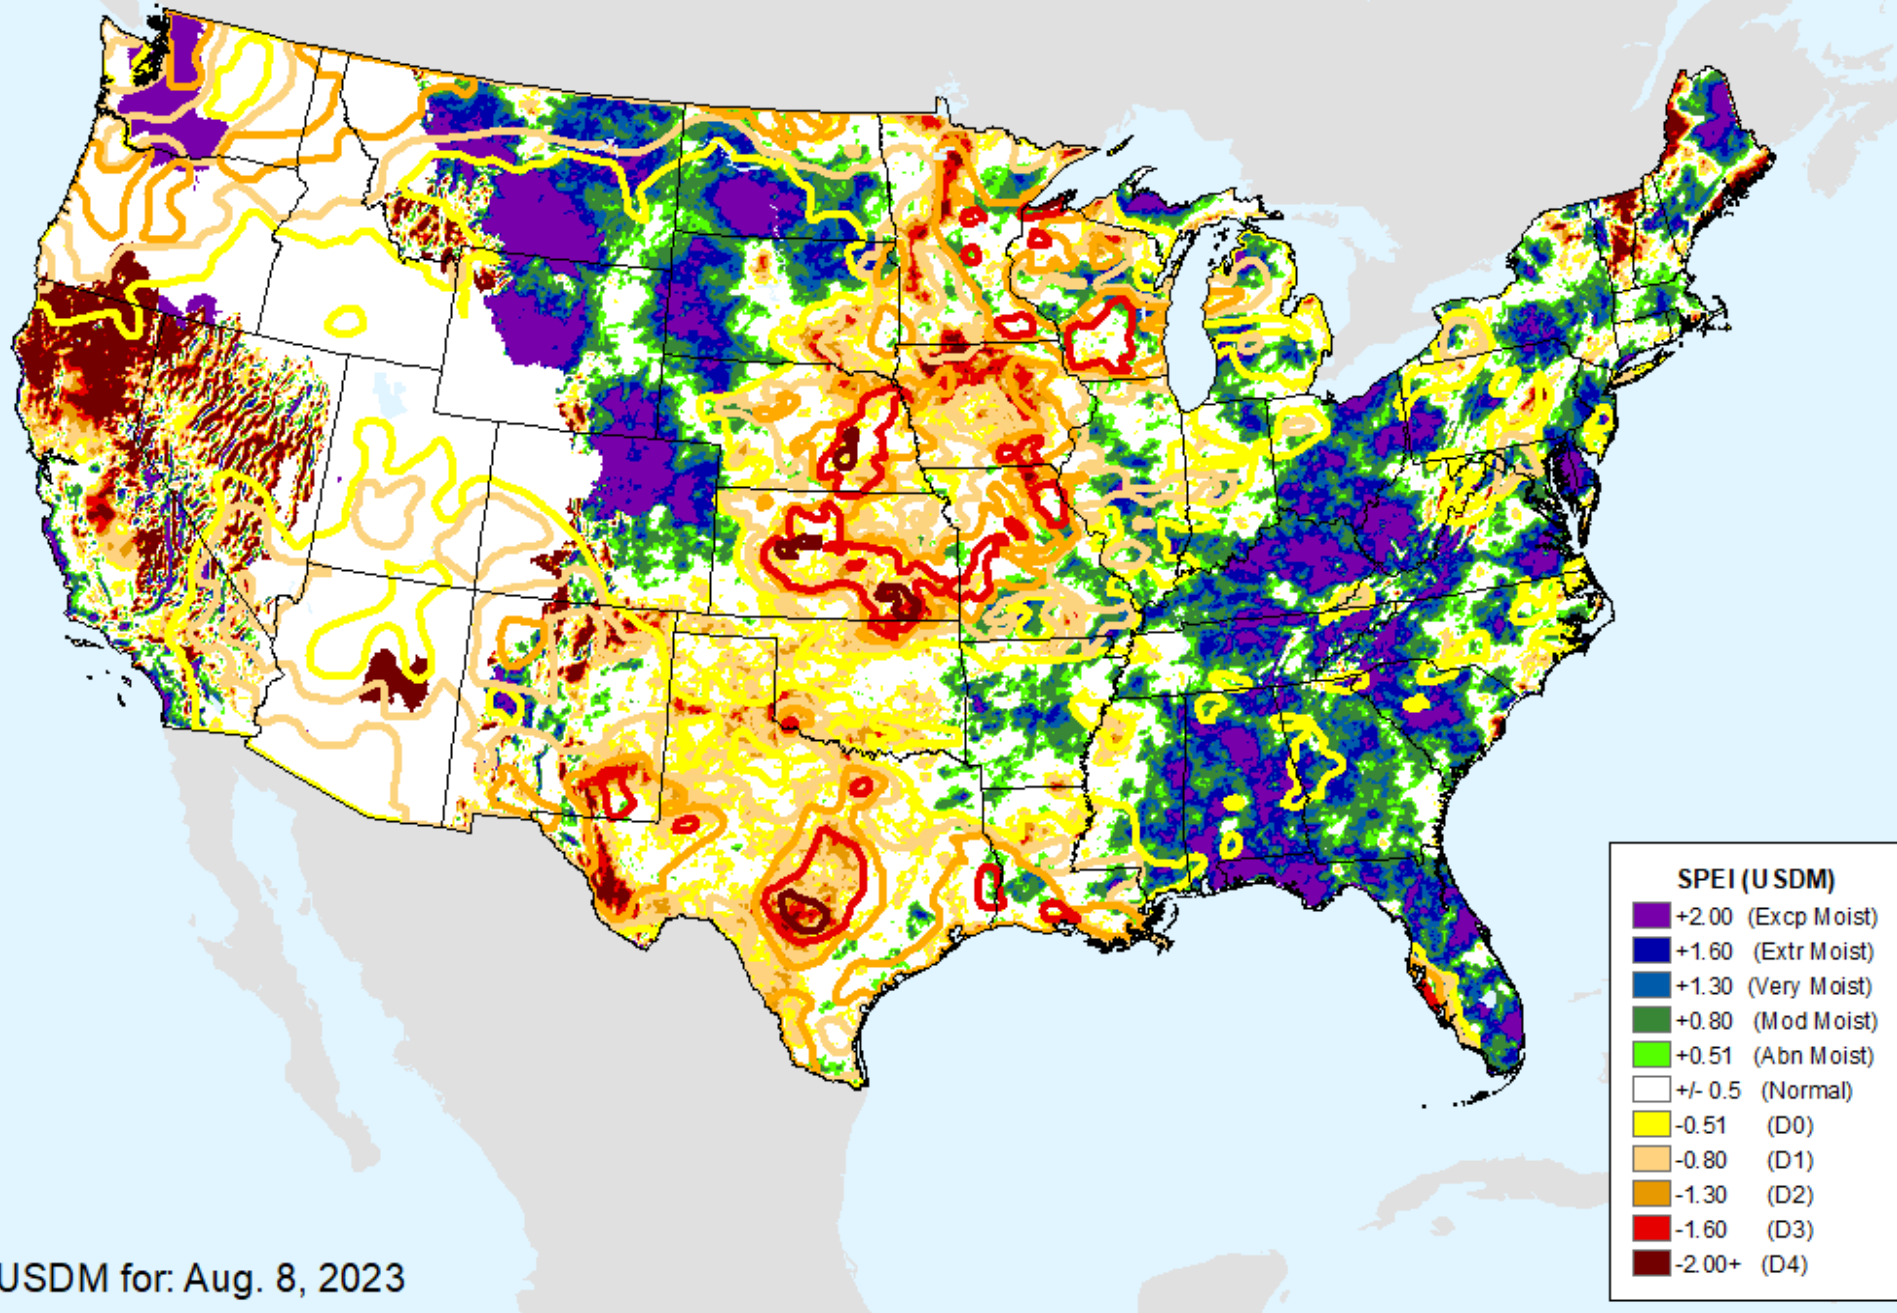 SPEI (USDM)
+2.00 (Excp Moist)
+1.60 (Extr Moist)
+1.30 (Very Moist)
+0.80 (Mod Moist)
+0.51 (Abn Moist)
+/- 0.5 (Normal)
-0.51 (D0)
-0.80 (D1)
-1.30 (D2)
-1.60 (D3)
-2.00+ (D4)
USDM for: Aug. 8, 2023